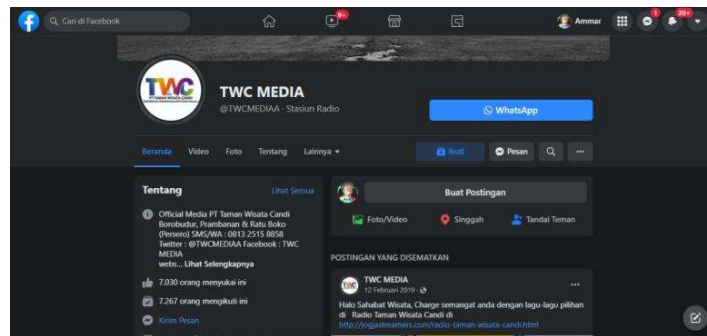 Cari di Facebook
9+
Ammar
1
20+
TWC
PT TAMAN WISATA CANDI
TWC MEDIA
@TWCMEDIAA · Stasiun Radio
WhatsApp
Beranda Video Foto Tentang Lainnya
Ikuti
Pesan
Tentang
Lihat Semua
Official Media PT Taman Wisata Candi
Borobudur, Prambanan & Ratu Boko
(Persero) SMS/WA : 0813 2515 8858
Twitter : @TWCMEDIAA Facebook : TWC
MEDIA
webs... Lihat Selengkapnya
7.030 orang menyukai ini
7.267 orang mengikuti ini
Kirim Pesan
Buat Postingan
Foto/Video
Singgah
Tandai Teman
POSTINGAN YANG DISEMATKAN
TWC MEDIA
12 Februari 2019 ·
Halo Sahabat Wisata, Charge semangat anda dengan lagu-lagu pilihan
di Radio Taman Wisata Candi di
http://jogjastreamers.com/radio-taman-wisata-candi.html